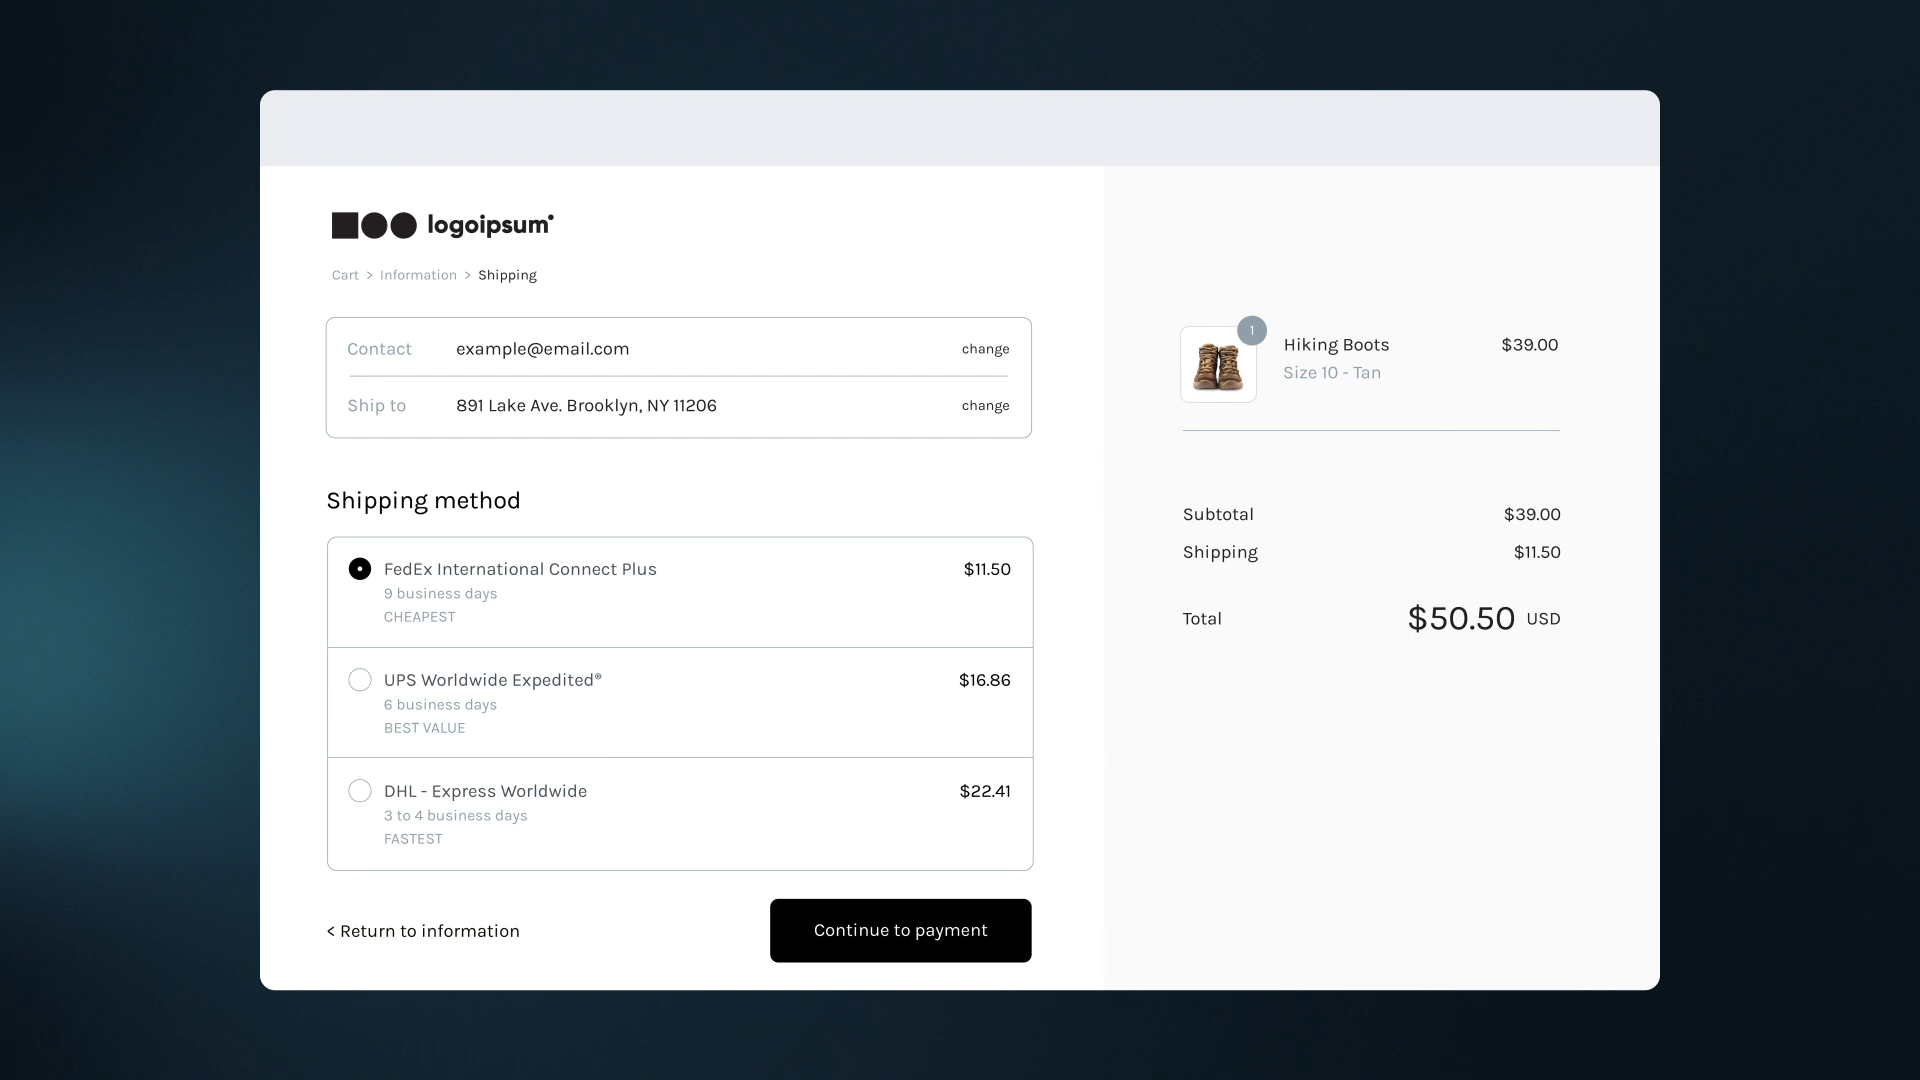 logoipsum
Cart > Information > Shipping
Contact example@email.com change
Ship to 891 Lake Ave. Brooklyn, NY 11206 change
Shipping method
FedEx International Connect Plus $11.50
9 business days
CHEAPEST
UPS Worldwide Expedited® $16.86
6 business days
BEST VALUE
DHL - Express Worldwide $22.41
3 to 4 business days
FASTEST
< Return to information
Continue to payment
1
Hiking Boots $39.00
Size 10 - Tan
Subtotal $39.00
Shipping $11.50
Total $50.50 USD